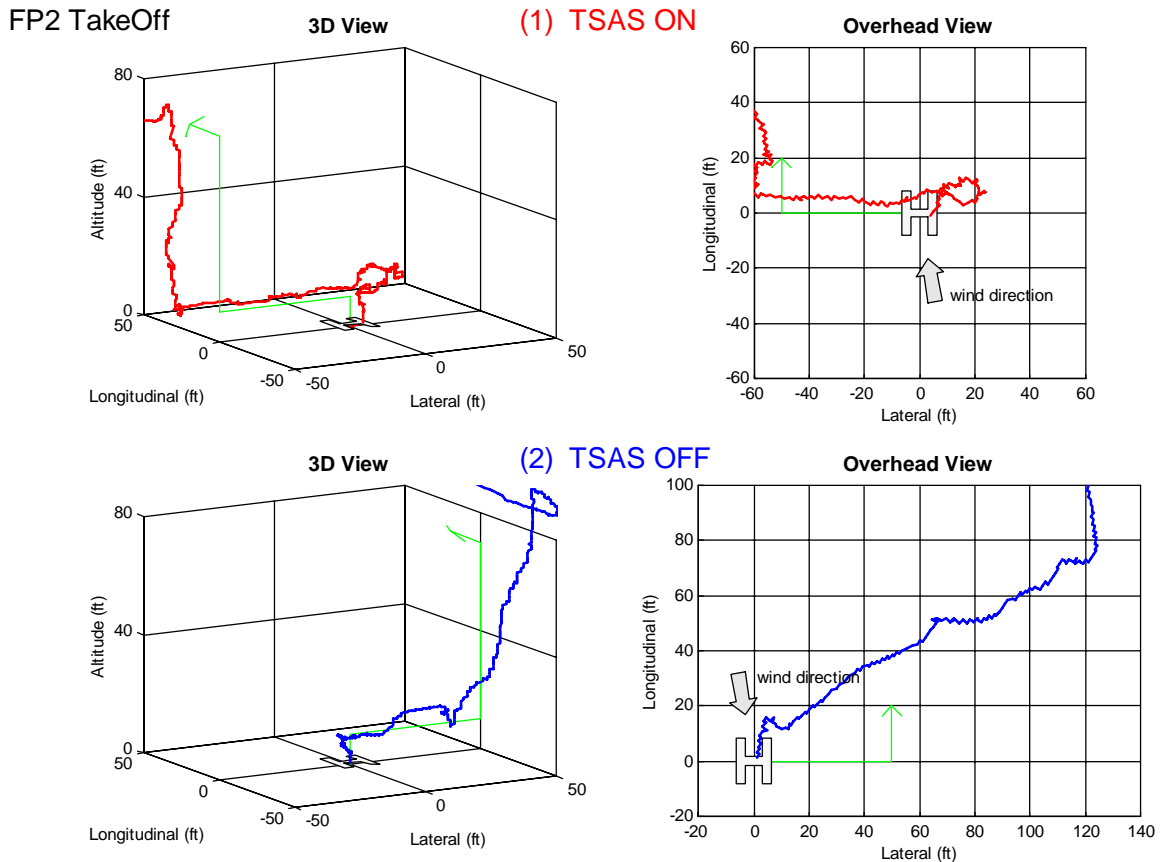 FP2 TakeOff
(1) TSAS ON
3D View
80
40
0
Altitude (ft)
50
0
-50
Longitudinal (ft)
-50
0
50
Lateral (ft)
Overhead View
60
40
20
0
-20
-40
-60
Longitudinal (ft)
H
wind direction
-60
-40
-20
0
20
40
60
Lateral (ft)
(2) TSAS OFF
3D View
80
40
0
Altitude (ft)
50
0
-50
Longitudinal (ft)
-50
0
50
Lateral (ft)
Overhead View
100
80
60
40
20
0
-20
Longitudinal (ft)
wind direction
H
-20
0
20
40
60
80
100
120
140
Lateral (ft)